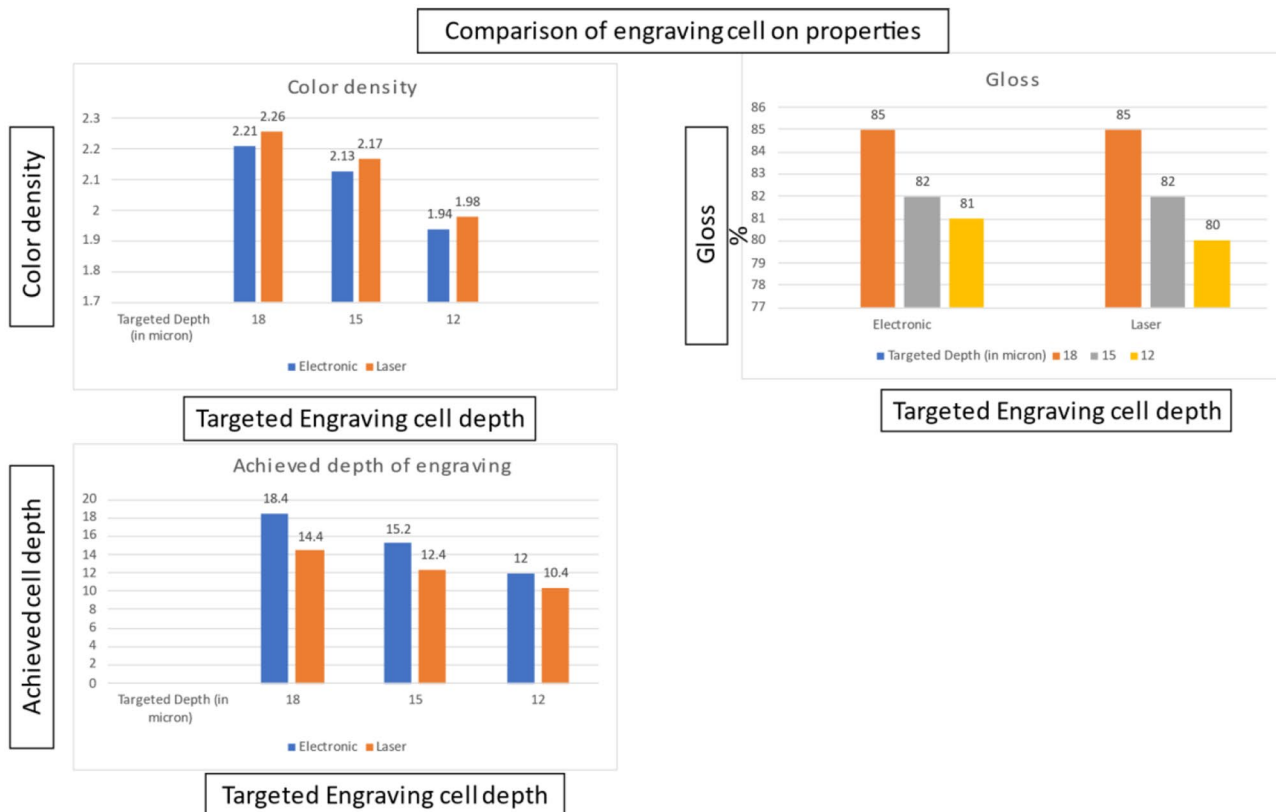 Comparison of engraving cell on properties
Color density
Color density
2.3
2.2
2.1
2
1.9
1.8
1.7
2.21
2.26
2.13
2.17
1.94
1.98
Targeted Depth
(in micron)
18
15
12
Electronic
Laser
Targeted Engraving cell depth
Gloss
%
Gloss
86
85
84
83
82
81
80
79
78
77
85
82
81
85
82
80
Electronic
Laser
Targeted Depth (in micron)
18
15
12
Targeted Engraving cell depth
Achieved cell depth
Achieved depth of engraving
20
18
16
14
12
10
8
6
4
2
0
18.4
14.4
15.2
12.4
12
10.4
Targeted Depth (in
micron)
18
15
12
Electronic
Laser
Targeted Engraving cell depth